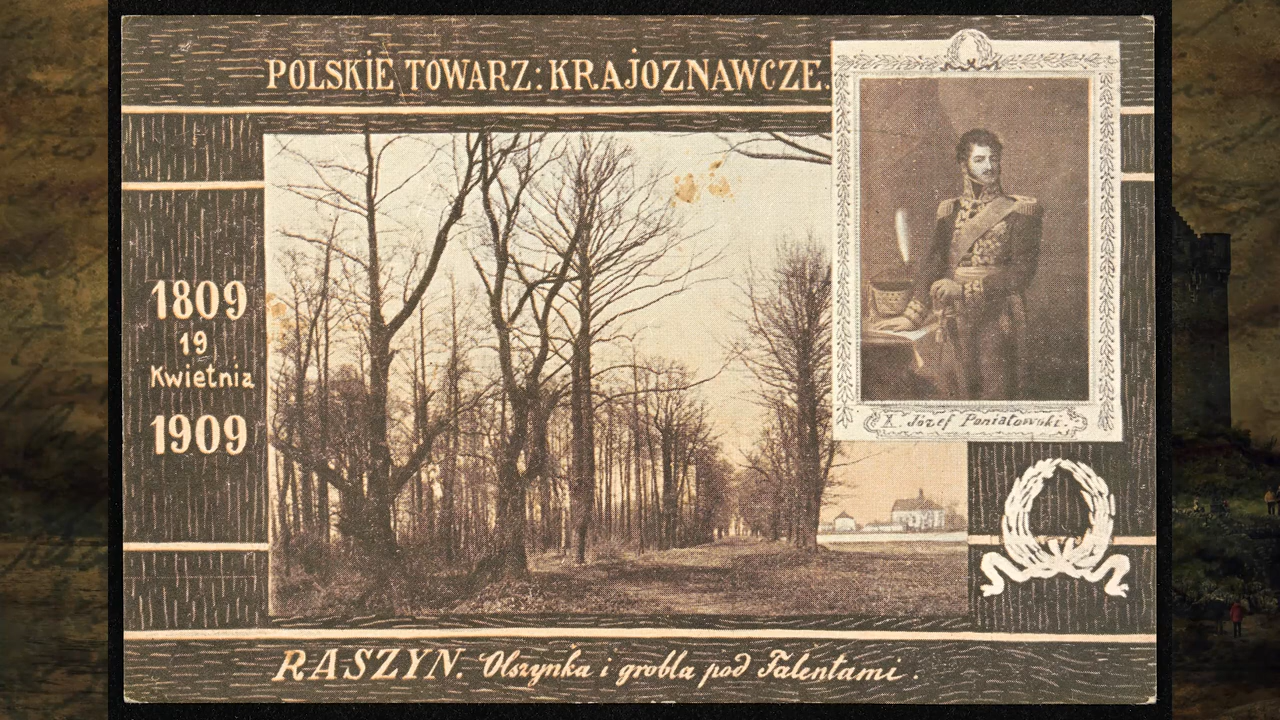 POLSKIE TOWARZ: KRAJOZNAWCZE.
1809
19
Kwietnia
1909
X. Józef Poniatowski.
RASZYN. Olszynka i grobla pod Falentami.